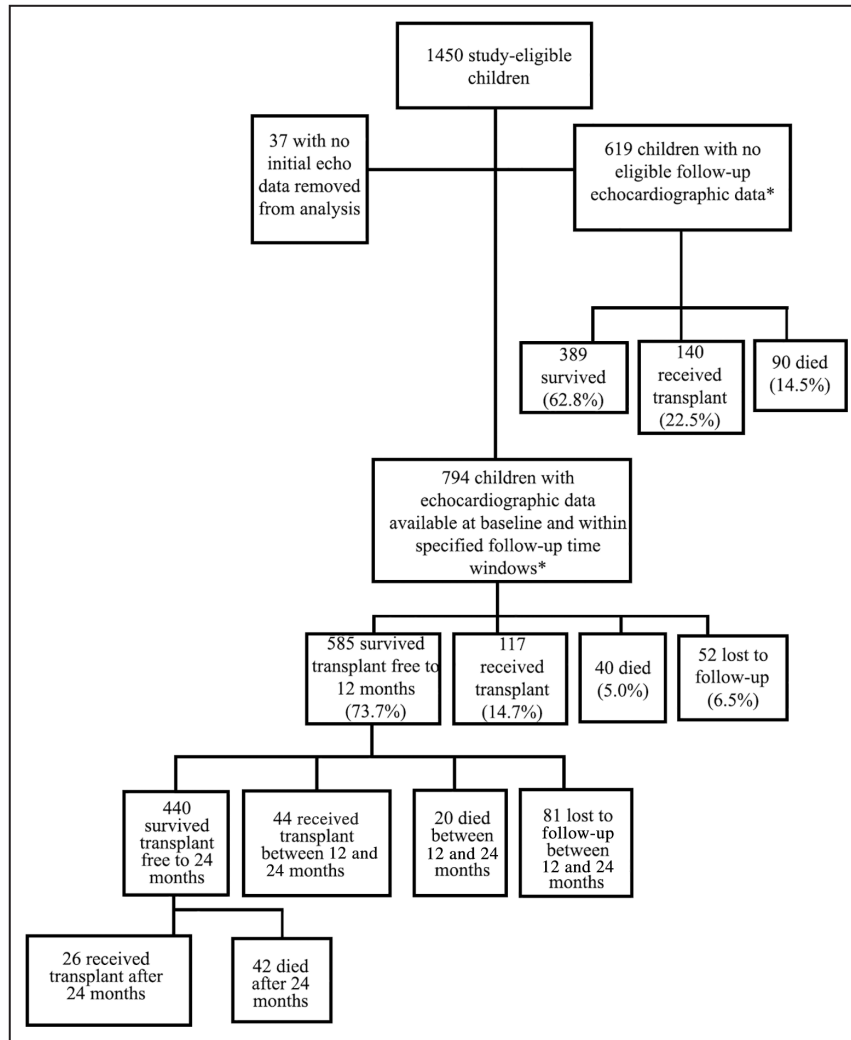 1450 study-eligible
children
37 with no
initial echo
data removed
from analysis
619 children with no
eligible follow-up
echocardiographic data*
389
survived
(62.8%)
140
received
transplant
(22.5%)
90 died
(14.5%)
794 children with
echocardiographic data
available at baseline and within
specified follow-up time
windows*
585 survived
transplant free to
12 months
(73.7%)
117
received
transplant
(14.7%)
40 died
(5.0%)
52 lost to
follow-up
(6.5%)
440
survived
transplant
free to 24
months
44 received
transplant
between 12 and
24 months
20 died
between
12 and 24
months
81 lost to
follow-up
between
12 and 24
months
26 received
transplant after
24 months
42 died
after 24
months